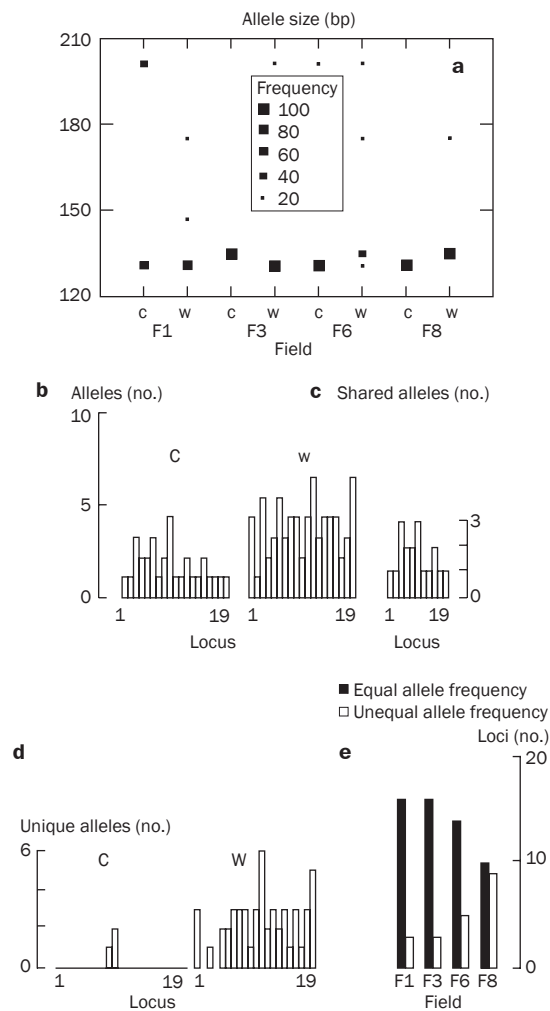 Allele size (bp)
a
210
180
150
120
Frequency
100
80
60
40
20
c w c w c w c w
F1 F3 F6 F8
Field
b Alleles (no.)
10
5
0
C w
1 19 1 19
Locus
c Shared alleles (no.)
3
0
1 19
Locus
d
Unique alleles (no.)
6
0
C W
1 19 1 19
Locus
Equal allele frequency
Unequal allele frequency
e
Loci (no.)
20
10
0
F1 F3 F6 F8
Field